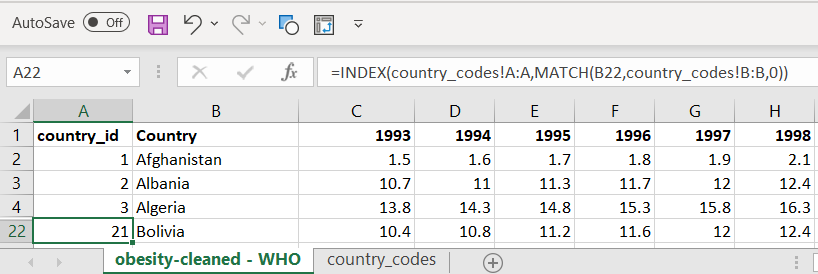 AutoSave Off
A22 fx =INDEX(country_codes!A:A,MATCH(B22,country_codes!B:B,0))
A B C D E F G H
1 country_id Country 1993 1994 1995 1996 1997 1998
2 1 Afghanistan 1.5 1.6 1.7 1.8 1.9 2.1
3 2 Albania 10.7 11 11.3 11.7 12 12.4
4 3 Algeria 13.8 14.3 14.8 15.3 15.8 16.3
22 21 Bolivia 10.4 10.8 11.2 11.6 12 12.4
obesity-cleaned - WHO country_codes